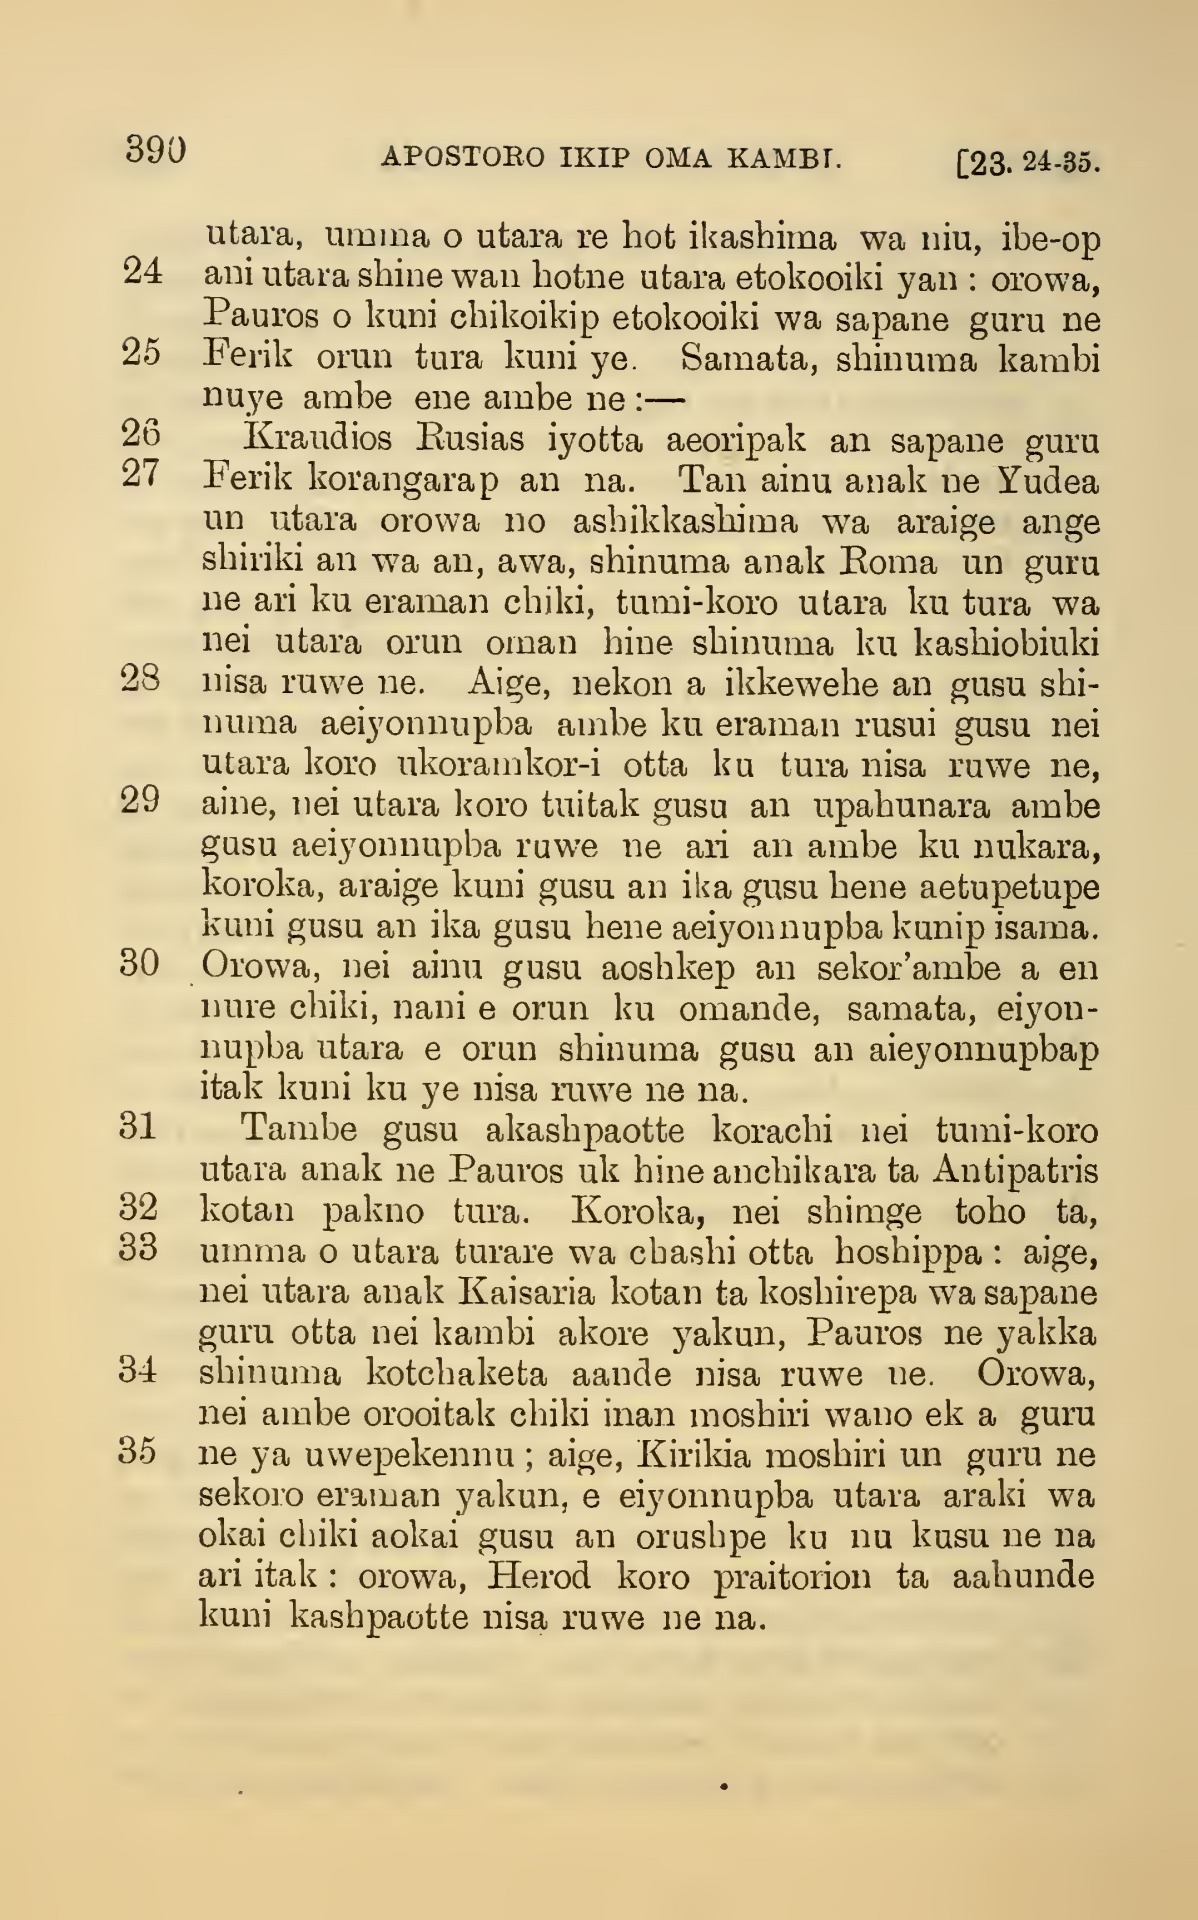 390 APOSTORO IKIP OMA KAMBI. [23. 24-35.
utara, umma o utara re hot ikashima wa niu, ibe-op
24 ani utara shine wan hotne utara etokooiki yan : orowa,
Pauros o kuni chikoikip etokooiki wa sapane guru ne
25 Ferik orun tura kuni ye. Samata, shinuma kambi
nuye ambe ene ambe ne :—
26 Kraudios Rusias iyotta aeoripak an sapane guru
27 Ferik korangarap an na. Tan ainu anak ne Yudea
un utara orowa no ashikkashima wa araige ange
shiriki an wa an, awa, shinuma anak Roma un guru
ne ari ku eraman chiki, tumi-koro utara ku tura wa
nei utara orun oman hine shinuma ku kashiobiuki
28 nisa ruwe ne. Aige, nekon a ikkewehe an gusu shi-
numa aeiyonnupba ambe ku eraman rusui gusu nei
utara koro ukoramkor-i otta ku tura nisa ruwe ne,
29 aine, nei utara koro tuitak gusu an upahunara ambe
gusu aeiyonnupba ruwe ne ari an ambe ku nukara,
koroka, araige kuni gusu an ika gusu hene aetupetupe
kuni gusu an ika gusu hene aeiyonnupba kunip isama.
30 Orowa, nei ainu gusu aoshkep an sekor'ambe a en
nure chiki, nani e orun ku omande, samata, eiyon-
nupba utara e orun shinuma gusu an aieyonnupbap
itak kuni ku ye nisa ruwe ne na.
31 Tambe gusu akashpaotte korachi nei tumi-koro
utara anak ne Pauros uk hine anchikara ta Antipatris
32 kotan pakno tura. Koroka, nei shimge toho ta,
33 umma o utara turare wa chashi otta hoshippa : aige,
nei utara anak Kaisaria kotan ta koshirepa wa sapane
guru otta nei kambi akore yakun, Pauros ne yakka
34 shinuma kotchaketa aande nisa ruwe ne. Orowa,
nei ambe orooitak chiki inan moshiri wano ek a guru
35 ne ya uwepekennu ; aige, Kirikia moshiri un guru ne
sekoro eraman yakun, e eiyonnupba utara araki wa
okai chiki aokai gusu an orushpe ku nu kusu ne na
ari itak : orowa, Herod koro praitorion ta aahunde
kuni kashpaotte nisa ruwe ne na.